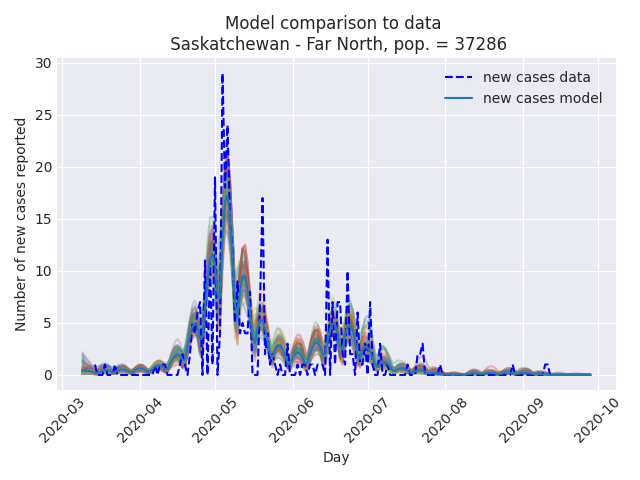 Model comparison to data
Saskatchewan - Far North, pop. = 37286
new cases data
new cases model
Number of new cases reported
30
25
20
15
10
5
0
2020-03
2020-04
2020-05
2020-06
2020-07
2020-08
2020-09
2020-10
Day